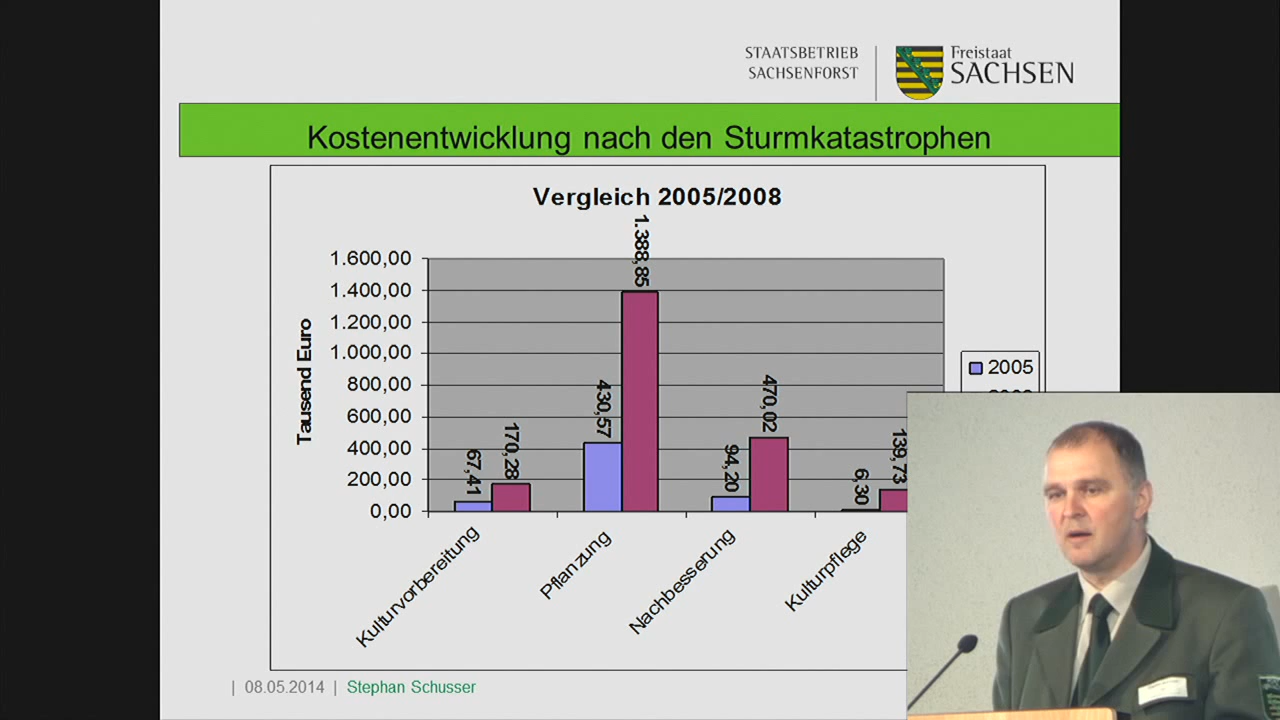 STAATSBETRIEB
SACHSENFORST
Freistaat
SACHSEN
Kostenentwicklung nach den Sturmkatastrophen
Vergleich 2005/2008
Tausend Euro
1.600,00
1.400,00
1.200,00
1.000,00
800,00
600,00
400,00
200,00
0,00
67,41
170,28
430,57
1.388,85
94,20
470,02
6,30
139,73
Kulturvorbereitung
Pflanzung
Nachbesserung
Kulturpflege
2005
| 08.05.2014 | Stephan Schusser